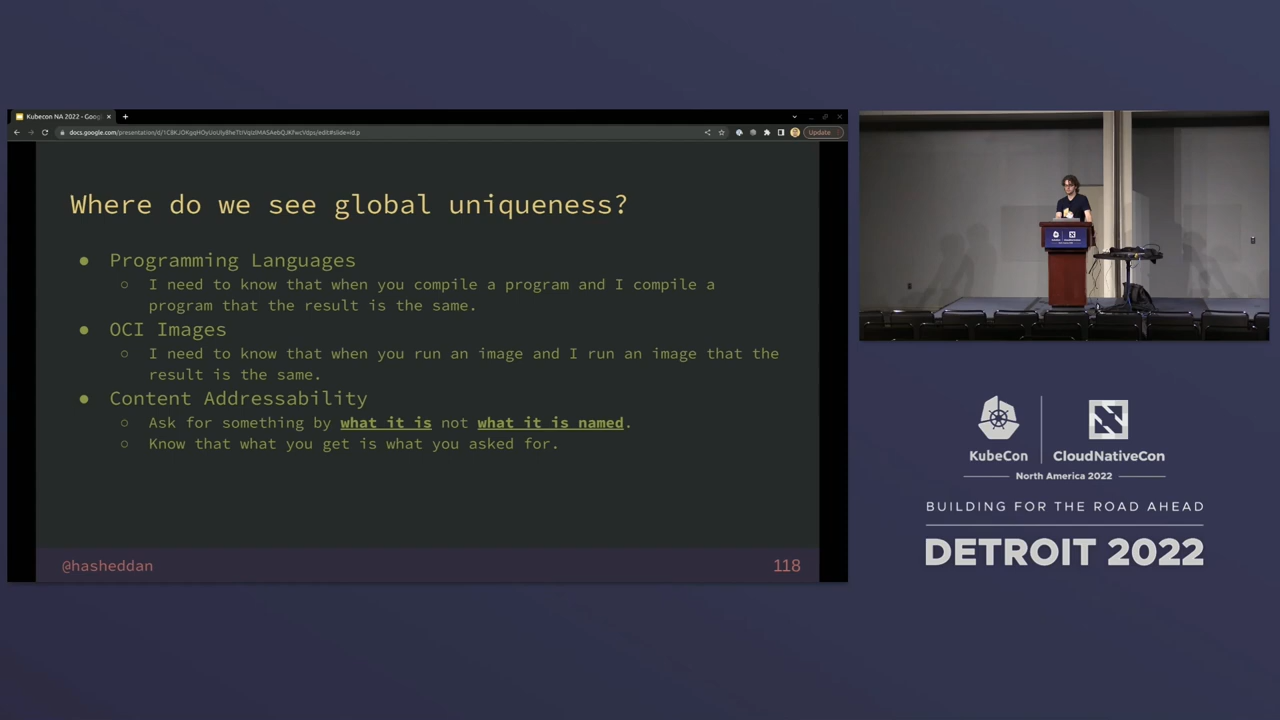 Kubecon NA 2022 - Goog
Update
Where do we see global uniqueness?
● Programming Languages
○ I need to know that when you compile a program and I compile a
program that the result is the same.
● OCI Images
○ I need to know that when you run an image and I run an image that the
result is the same.
● Content Addressability
○ Ask for something by what it is not what it is named.
○ Know that what you get is what you asked for.
@hasheddan
118
KubeCon
CloudNativeCon
North America 2022
BUILDING FOR THE ROAD AHEAD
DETROIT 2022